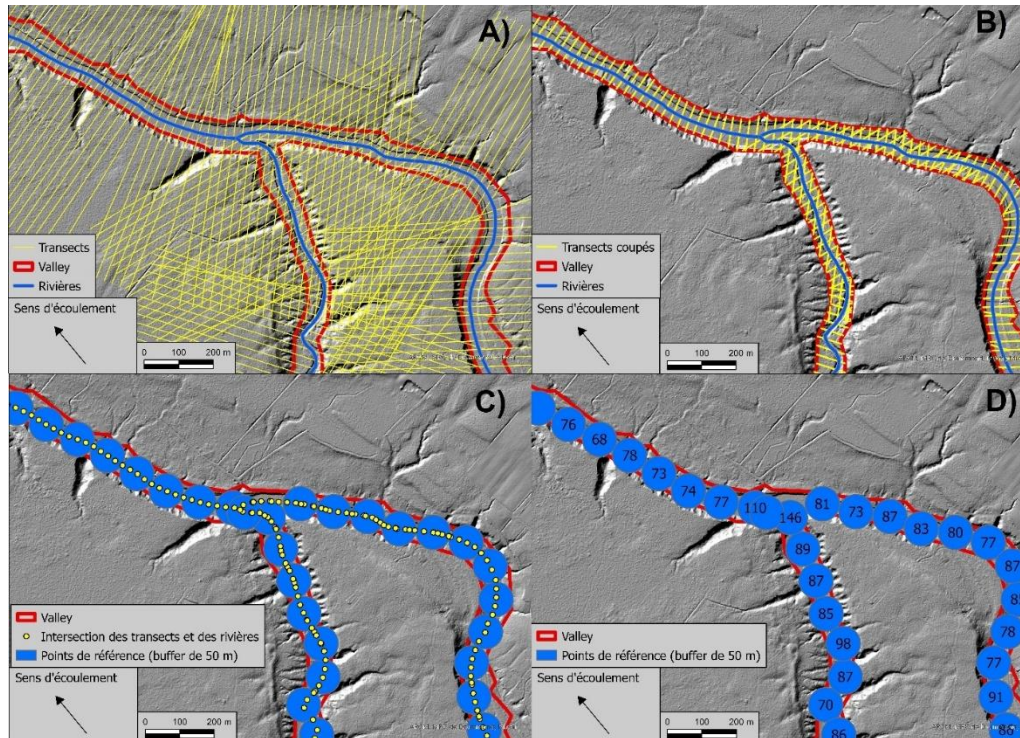 A)
Transects
Valley
Rivières
Sens d'écoulement
0 100 200 m
B)
Transects coupés
Valley
Rivières
Sens d'écoulement
0 100 200 m
C)
Valley
Intersection des transects et des rivières
Points de référence (buffer de 50 m)
Sens d'écoulement
0 100 200 m
D)
76
68
78
73
74
77
110
146
81
73
87
83
80
77
87
89
87
85
98
87
70
86
78
77
91
86
Valley
Points de référence (buffer de 50 m)
Sens d'écoulement
0 100 200 m